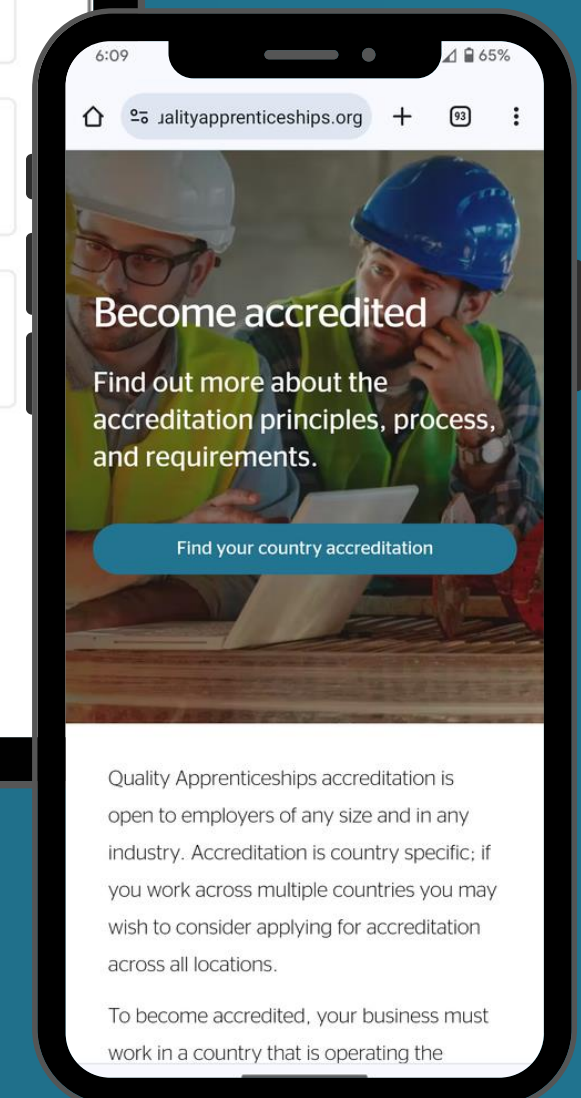 6:09
65%
ualityapprenticeships.org
93
Become accredited
Find out more about the
accreditation principles, process,
and requirements.
Find your country accreditation
Quality Apprenticeships accreditation is
open to employers of any size and in any
industry. Accreditation is country specific; if
you work across multiple countries you may
wish to consider applying for accreditation
across all locations.
To become accredited, your business must
work in a country that is operating the